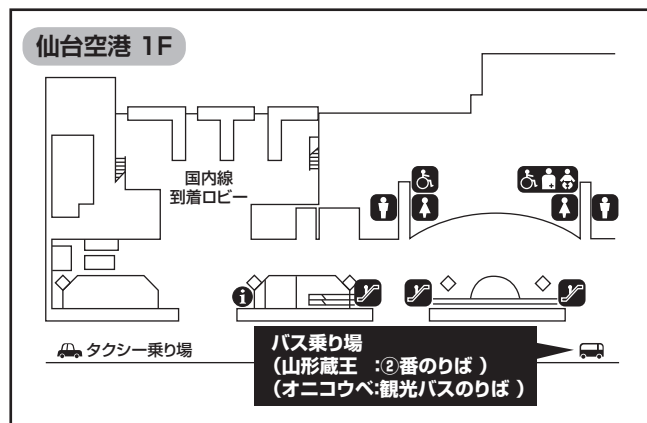 仙台空港 1F
国内線
到着ロビー
タクシー乗り場
バス乗り場
(山形蔵王 :②番のりば )
(オニコウベ:観光バスのりば )